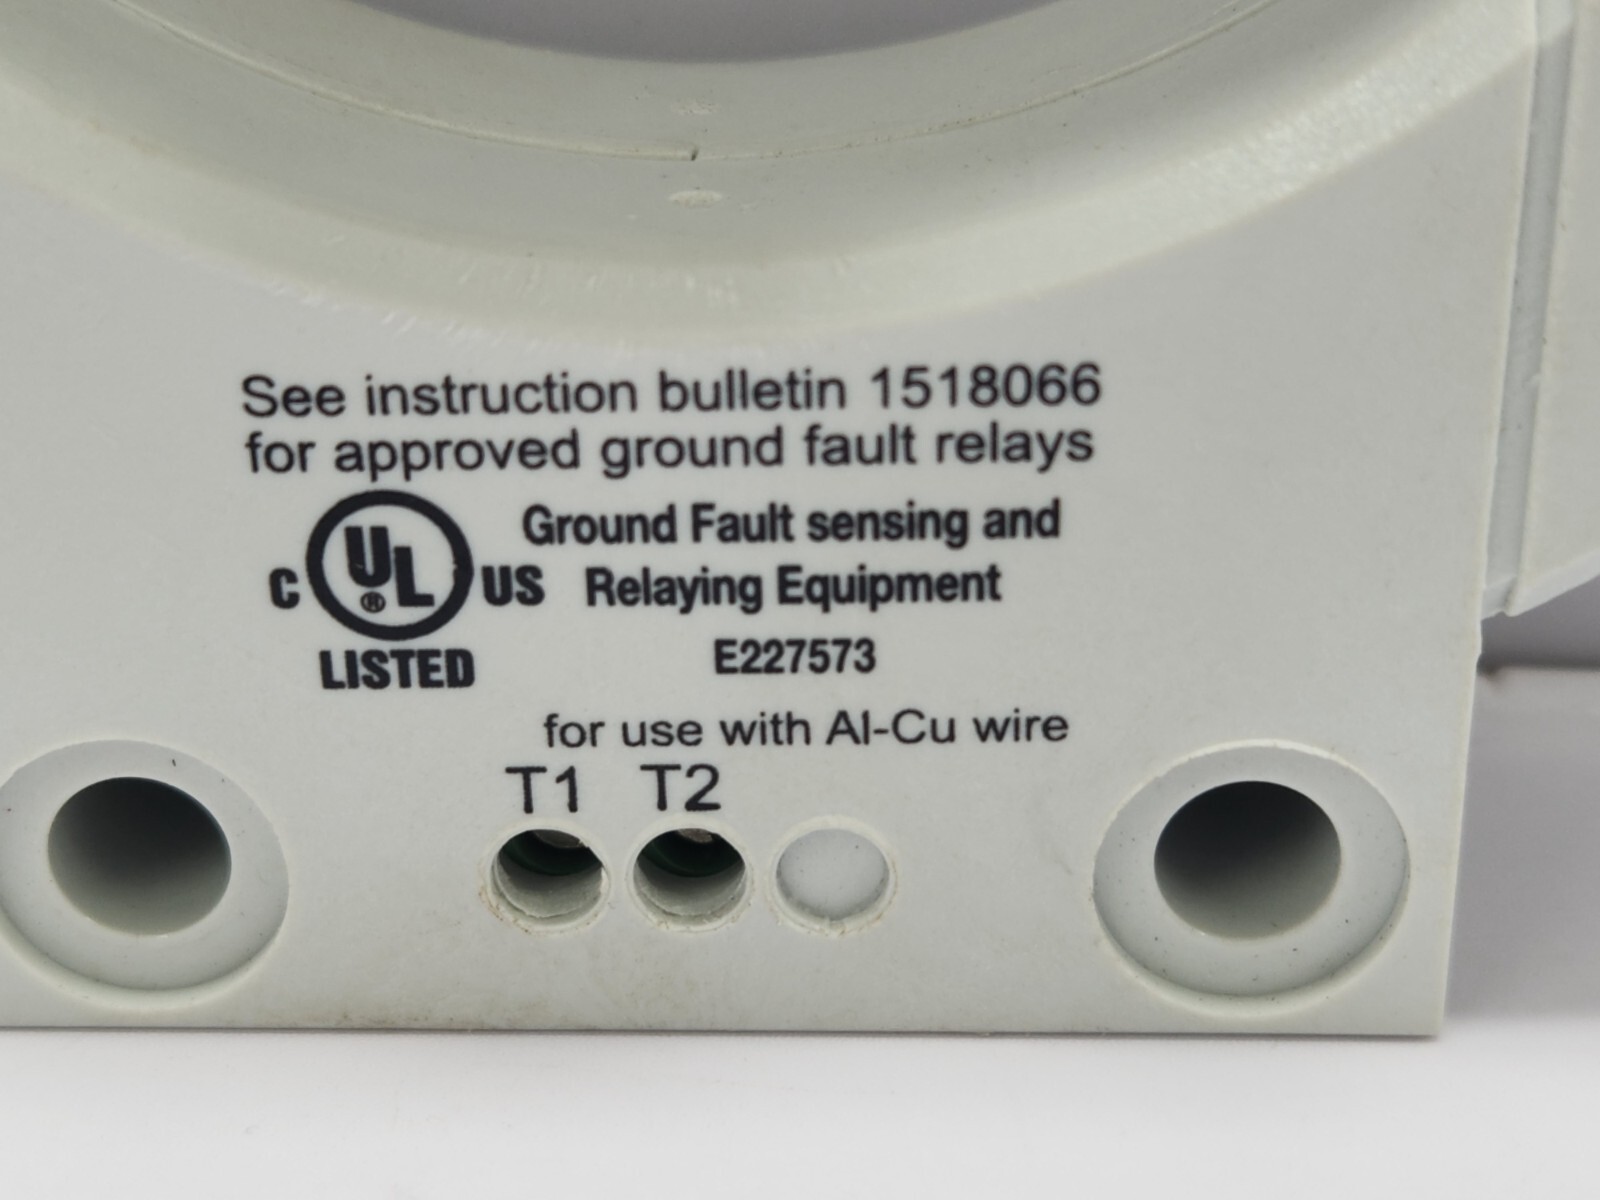 See instruction bulletin 1518066
for approved ground fault relays
C UL ® US
LISTED
Ground Fault sensing and
Relaying Equipment
E227573
for use with Al-Cu wire
T1 T2